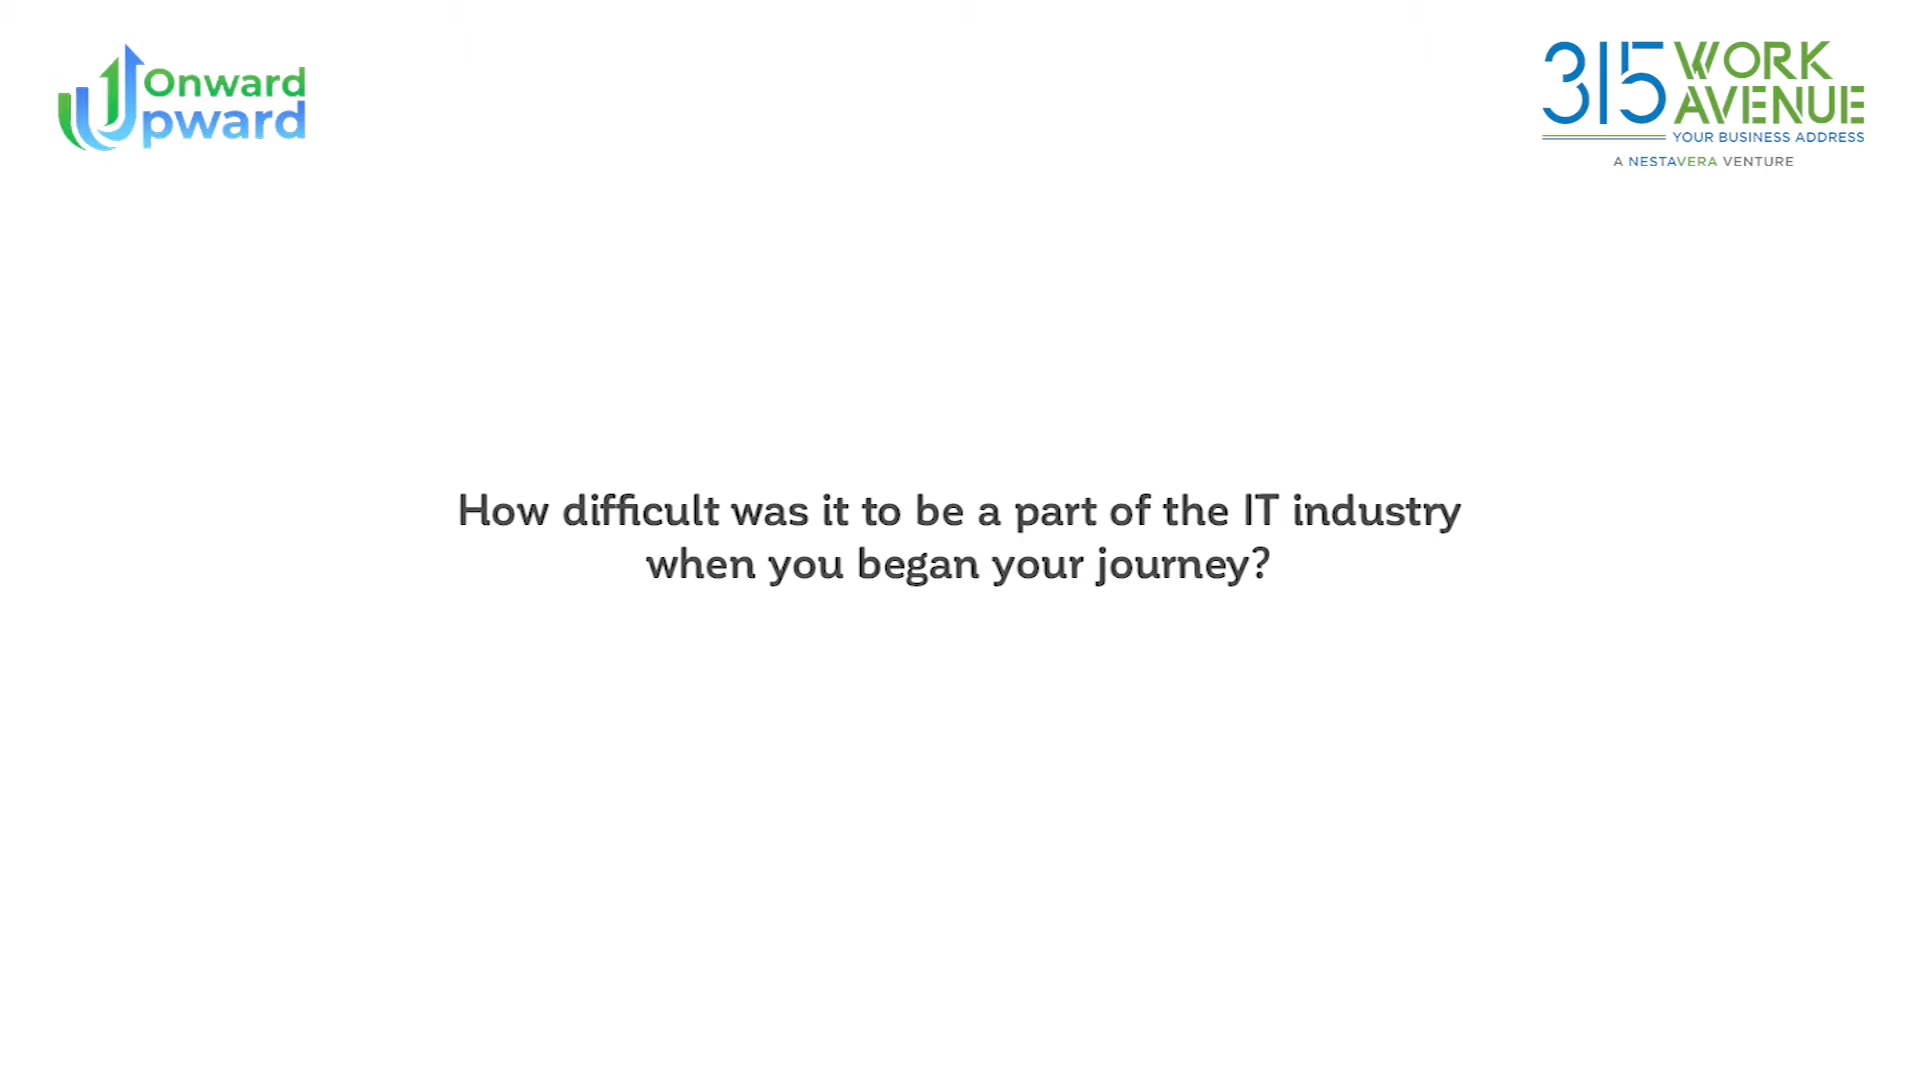 Onward
Upward
315 WORK
AVENUE
YOUR BUSINESS ADDRESS
A NESTAVERA VENTURE
How difficult was it to be a part of the IT industry
when you began your journey?